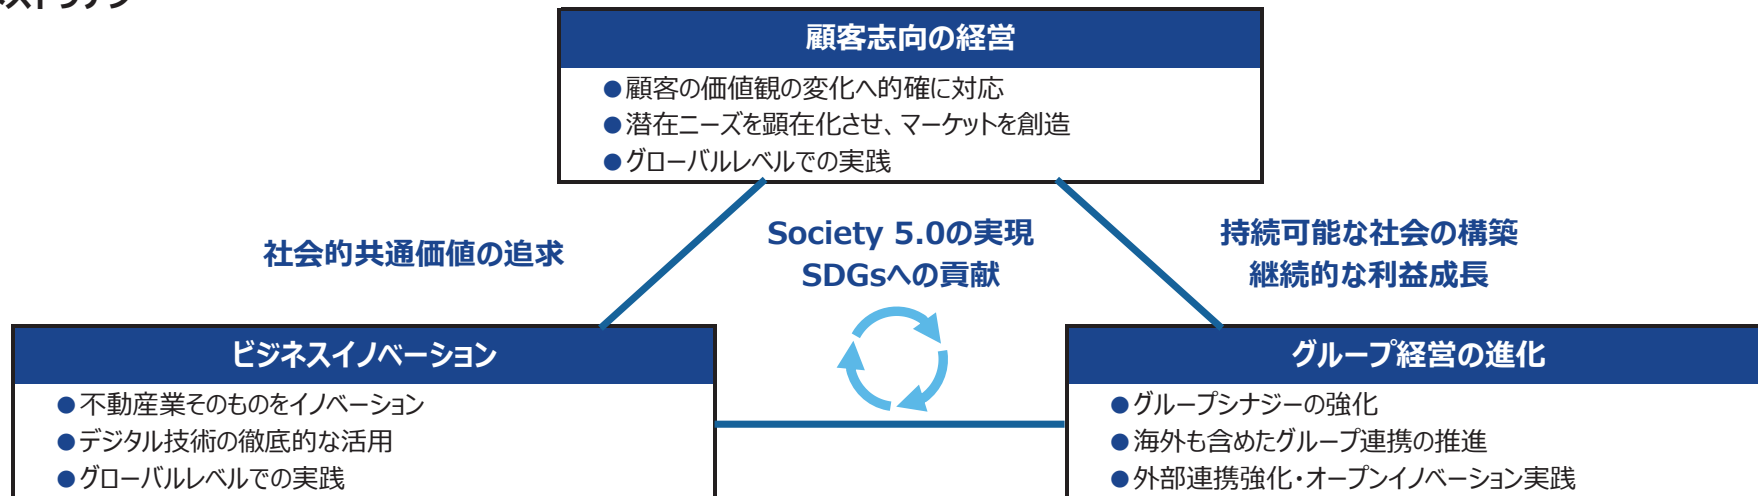 顧客志向の経営
●顧客の価値観の変化へ的確に対応
●潜在ニーズを顕在化させ、マーケットを創造
●グローバルレベルでの実践
社会的共通価値の追求
Society 5.0の実現
SDGsへの貢献
持続可能な社会の構築
継続的な利益成長
ビジネスイノベーション
●不動産業そのものをイノベーション
●デジタル技術の徹底的な活用
●グローバルレベルでの実践
グループ経営の進化
●グループシナジーの強化
●海外も含めたグループ連携の推進
●外部連携強化・オープンイノベーション実践